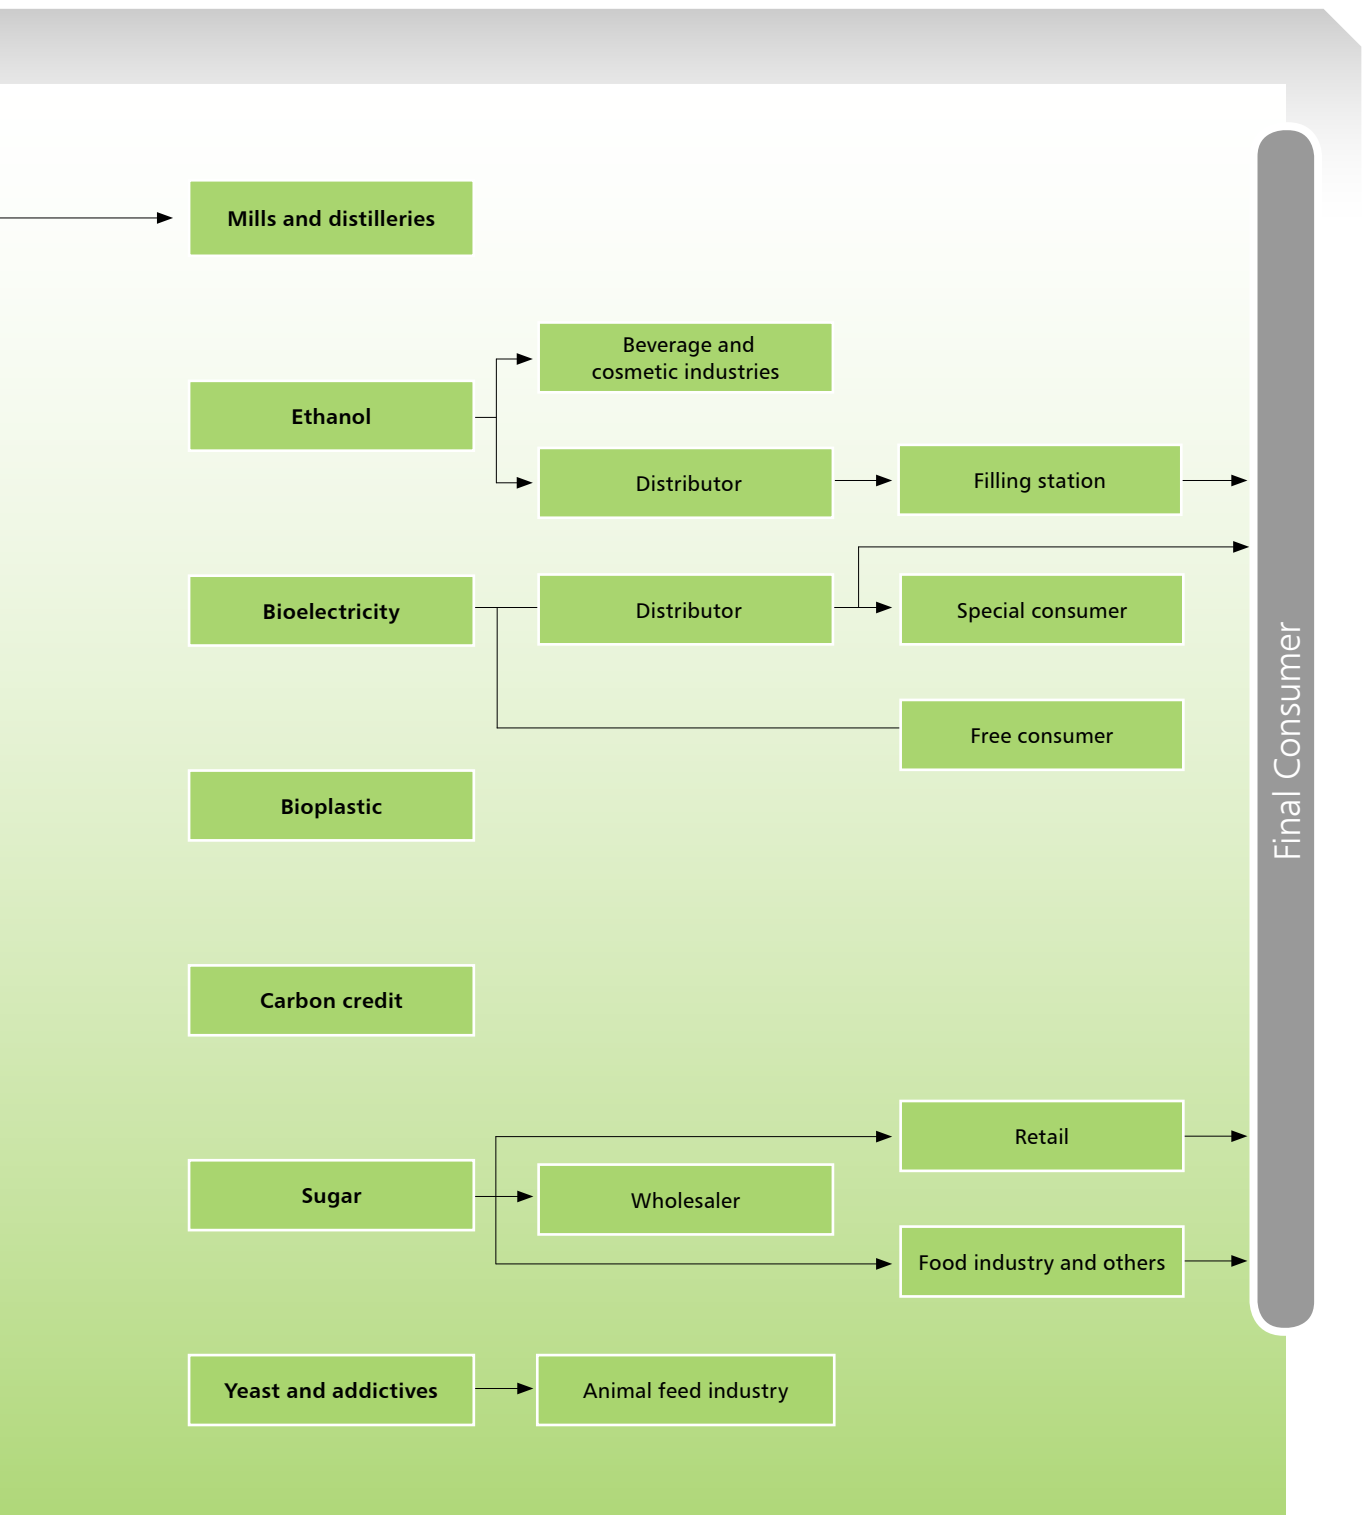 Mills and distilleries
Beverage and
cosmetic industries
Ethanol
Distributor
Filling station
Bioelectricity
Distributor
Special consumer
Free consumer
Bioplastic
Carbon credit
Retail
Sugar
Wholesaler
Food industry and others
Yeast and addictives
Animal feed industry
Final Consumer